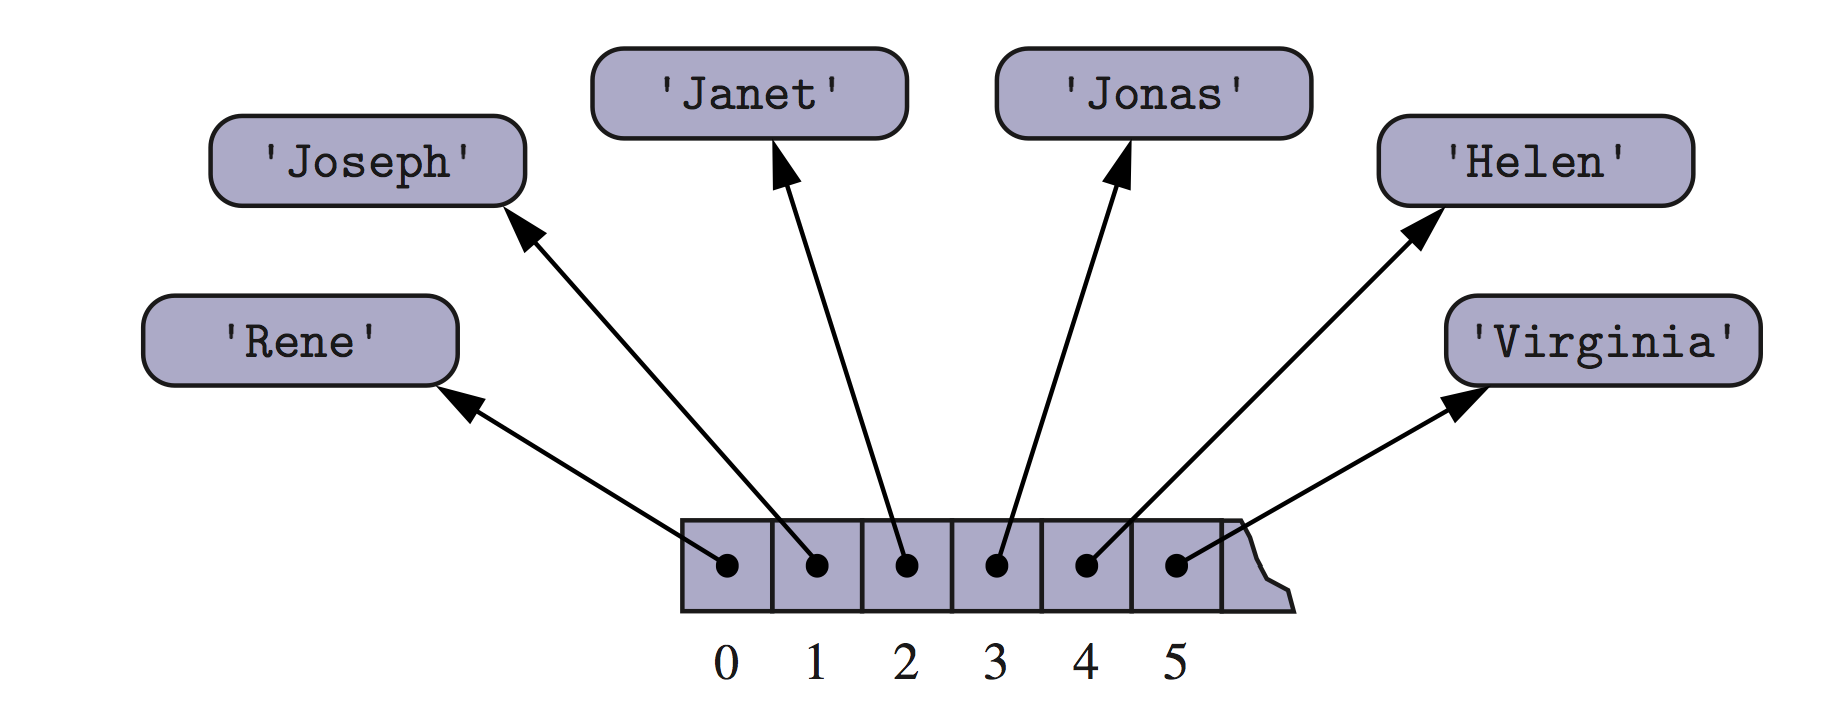 'Janet' 'Jonas'
'Joseph' 'Helen'
'Rene' 'Virginia'
0 1 2 3 4 5